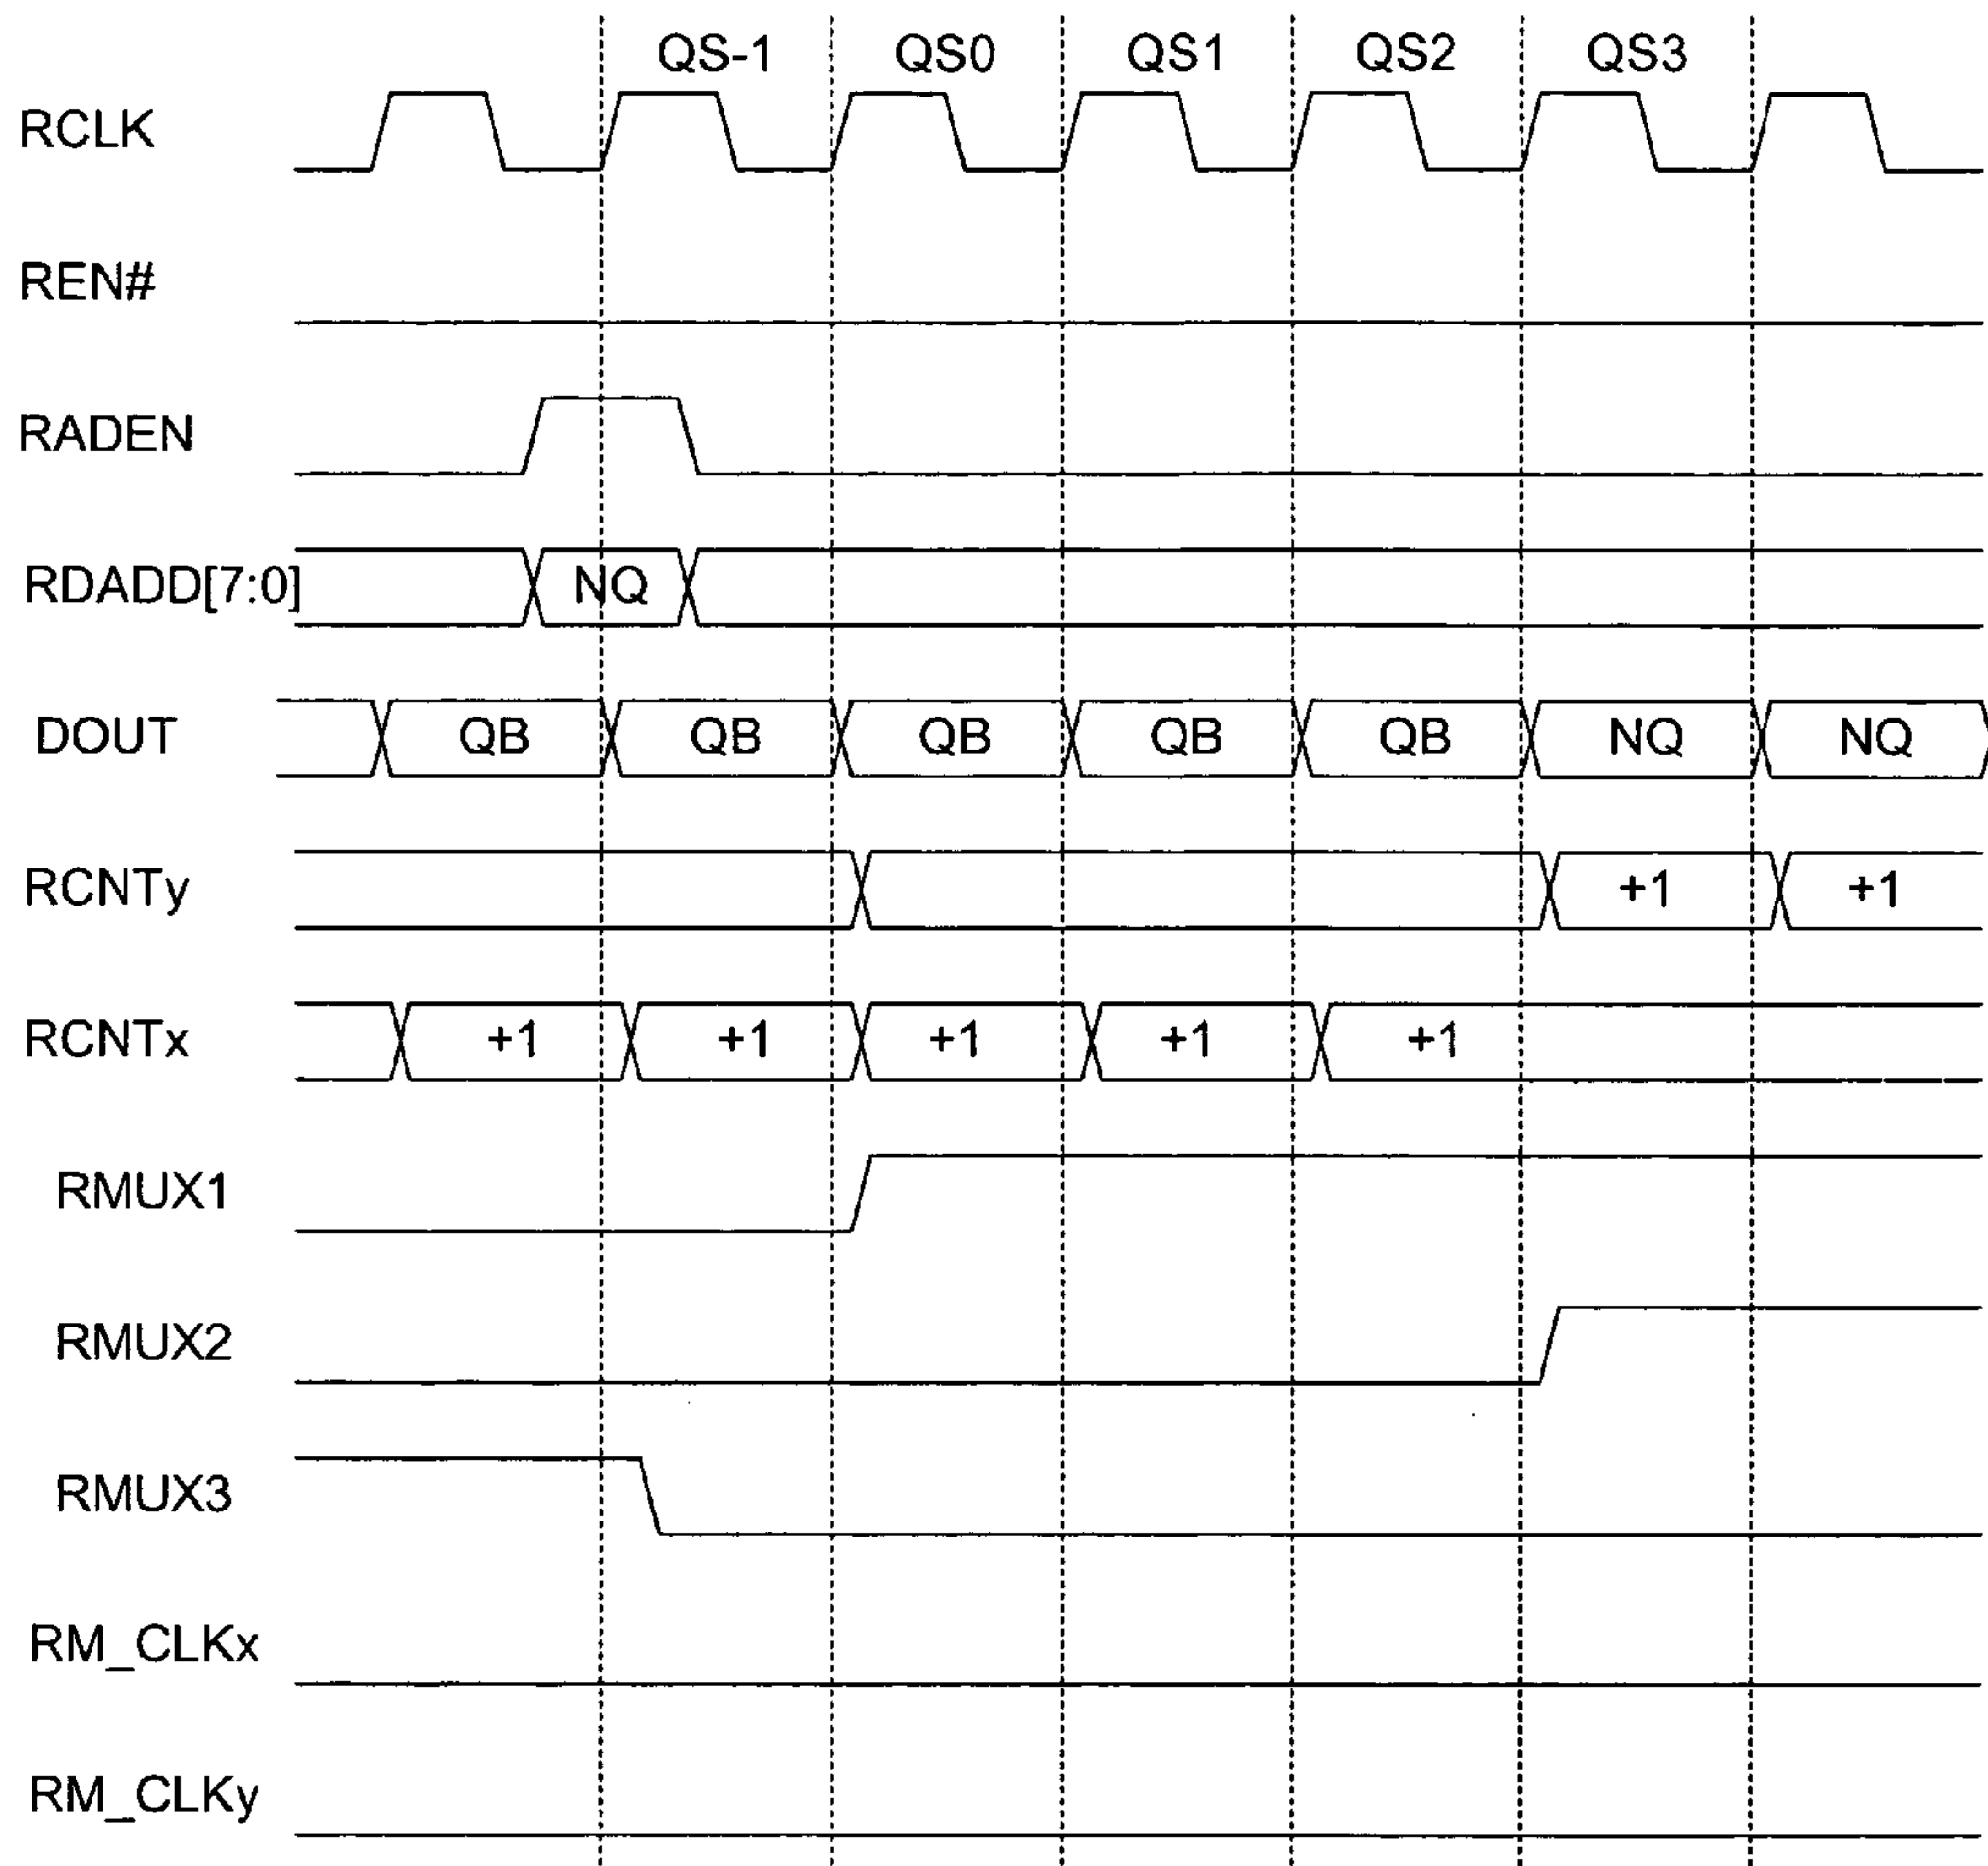 QS-1 QS0 QS1 QS2 QS3
RCLK
REN#
RADEN
RDADD[7:0] NQ
DOUT QB QB QB QB QB NQ NQ
RCNTy +1 +1
RCNTx +1 +1 +1 +1 +1
RMUX1
RMUX2
RMUX3
RM_CLKx
RM_CLKy